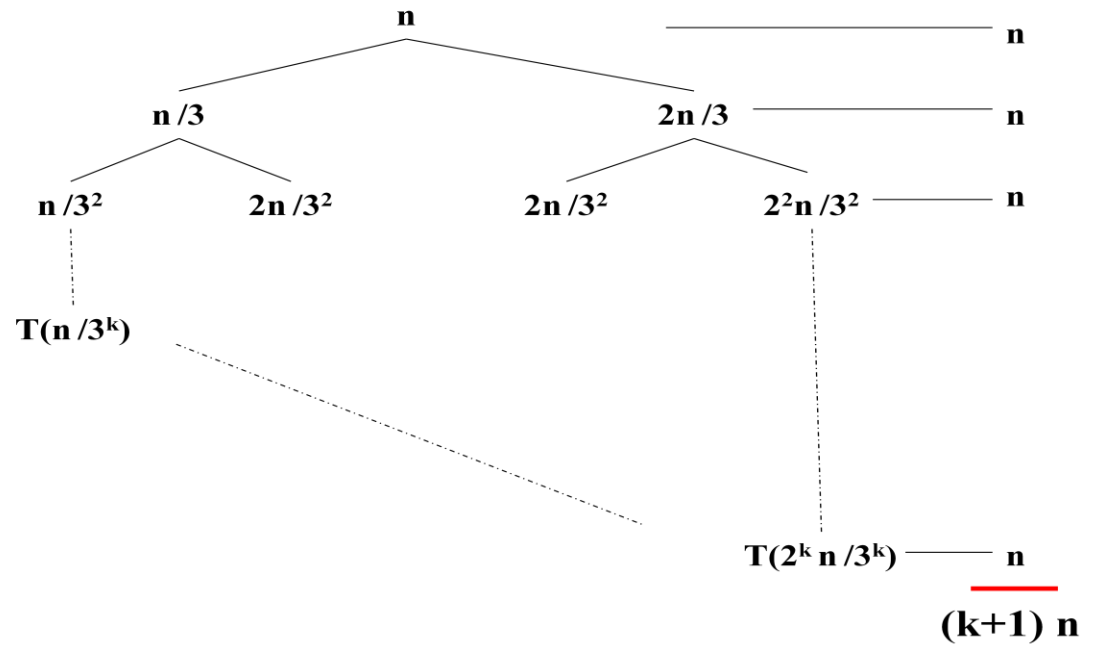 n n
n /3 2n /3 n
n /3² 2n /3² 2n /3² 2²n /3² n
T(n /3ᵏ)
T(2ᵏ n /3ᵏ) n
(k+1) n